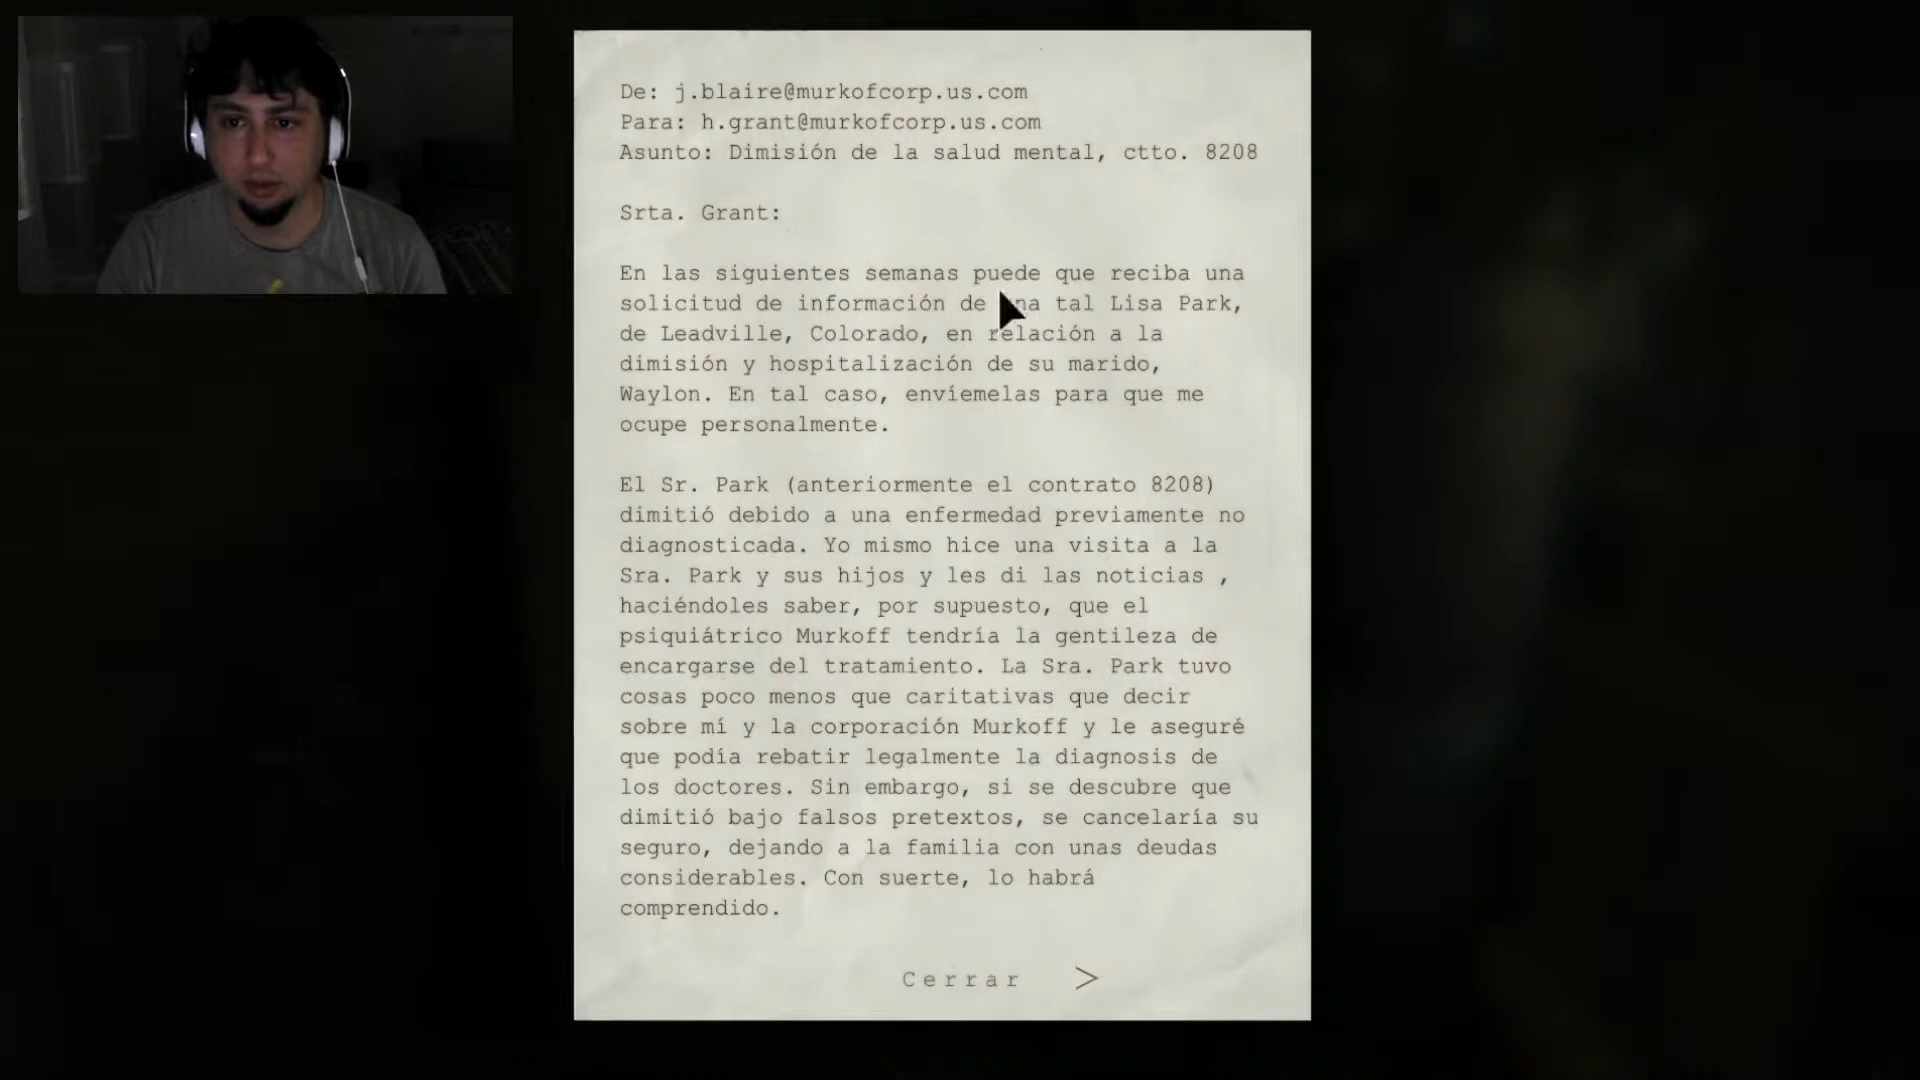 De: j.blaire@murkofcorp.us.com
Para: h.grant@murkofcorp.us.com
Asunto: Dimisión de la salud mental, ctto. 8208
Srta. Grant:
En las siguientes semanas puede que reciba una
solicitud de información de una tal Lisa Park,
de Leadville, Colorado, en relación a la
dimisión y hospitalización de su marido,
Waylon. En tal caso, envíemelas para que me
ocupe personalmente.
El Sr. Park (anteriormente el contrato 8208)
dimitió debido a una enfermedad previamente no
diagnosticada. Yo mismo hice una visita a la
Sra. Park y sus hijos y les di las noticias ,
haciéndoles saber, por supuesto, que el
psiquiátrico Murkoff tendría la gentileza de
encargarse del tratamiento. La Sra. Park tuvo
cosas poco menos que caritativas que decir
sobre mí y la corporación Murkoff y le aseguré
que podía rebatir legalmente la diagnosis de
los doctores. Sin embargo, si se descubre que
dimitió bajo falsos pretextos, se cancelaría su
seguro, dejando a la familia con unas deudas
considerables. Con suerte, lo habrá
comprendido.
Cerrar >